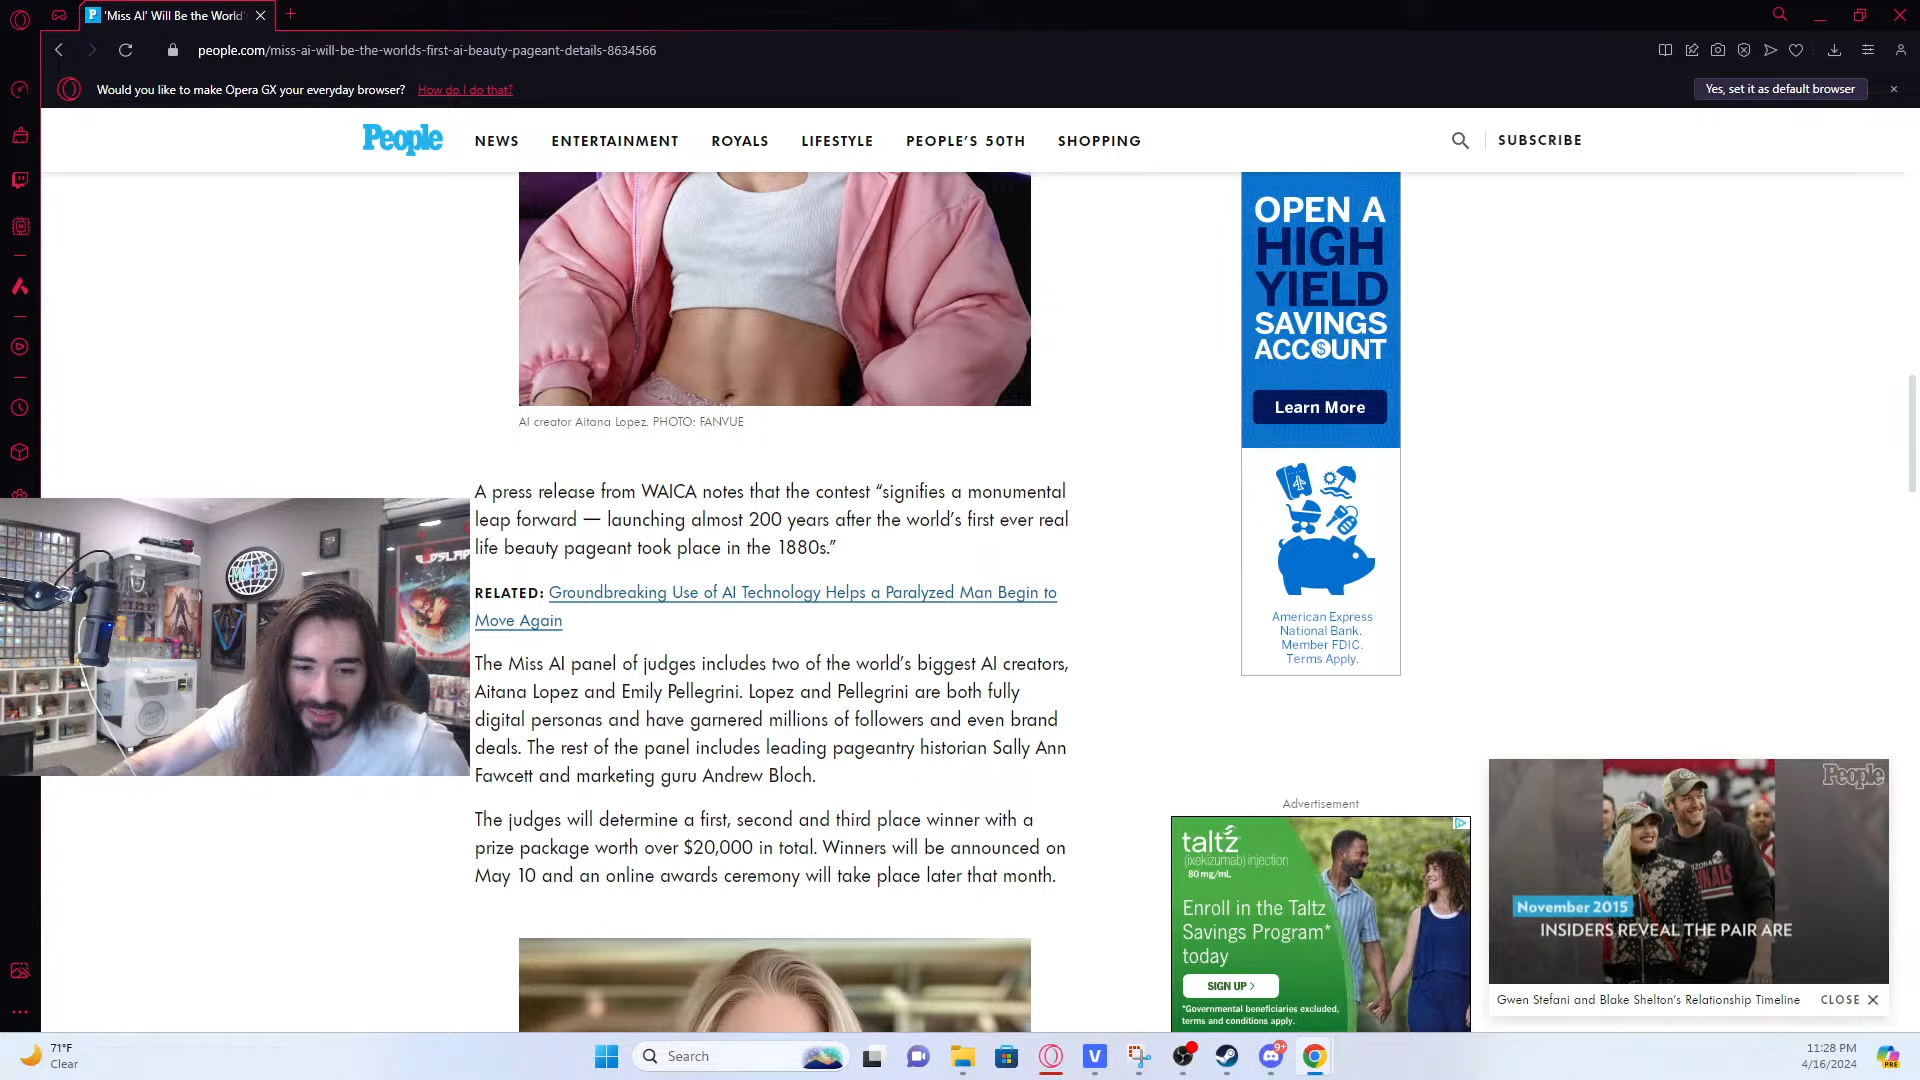 'Miss AI' Will Be the World'
people.com/miss-ai-will-be-the-worlds-first-ai-beauty-pageant-details-8634566
Would you like to make Opera GX your everyday browser? How do I do that?
Yes, set it as default browser
People
NEWS ENTERTAINMENT ROYALS LIFESTYLE PEOPLE'S 50TH SHOPPING
SUBSCRIBE
AI creator Aitana Lopez. PHOTO: FANVUE
A press release from WAICA notes that the contest “signifies a monumental
leap forward — launching almost 200 years after the world’s first ever real
life beauty pageant took place in the 1880s.”
RELATED: Groundbreaking Use of AI Technology Helps a Paralyzed Man Begin to
Move Again
The Miss AI panel of judges includes two of the world’s biggest AI creators,
Aitana Lopez and Emily Pellegrini. Lopez and Pellegrini are both fully
digital personas and have garnered millions of followers and even brand
deals. The rest of the panel includes leading pageantry historian Sally Ann
Fawcett and marketing guru Andrew Bloch.
The judges will determine a first, second and third place winner with a
prize package worth over $20,000 in total. Winners will be announced on
May 10 and an online awards ceremony will take place later that month.
OPEN A
HIGH
YIELD
SAVINGS
ACCOUNT
Learn More
American Express
National Bank.
Member FDIC.
Terms Apply.
Advertisement
taltz
(ixekizumab) injection
80 mg/mL
Enroll in the Taltz
Savings Program*
today
SIGN UP >
*Governmental beneficiaries excluded,
terms and conditions apply.
People
November 2015
INSIDERS REVEAL THE PAIR ARE
Gwen Stefani and Blake Shelton’s Relationship Timeline
CLOSE
MOIST
71°F
Clear
Search
9+
11:28 PM
4/16/2024
PRE